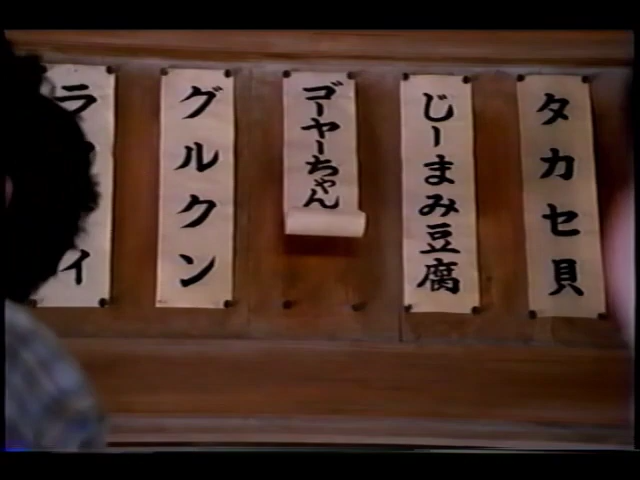 タカセ貝
じーまみ豆腐
ゴーヤーちゃん
グルクン